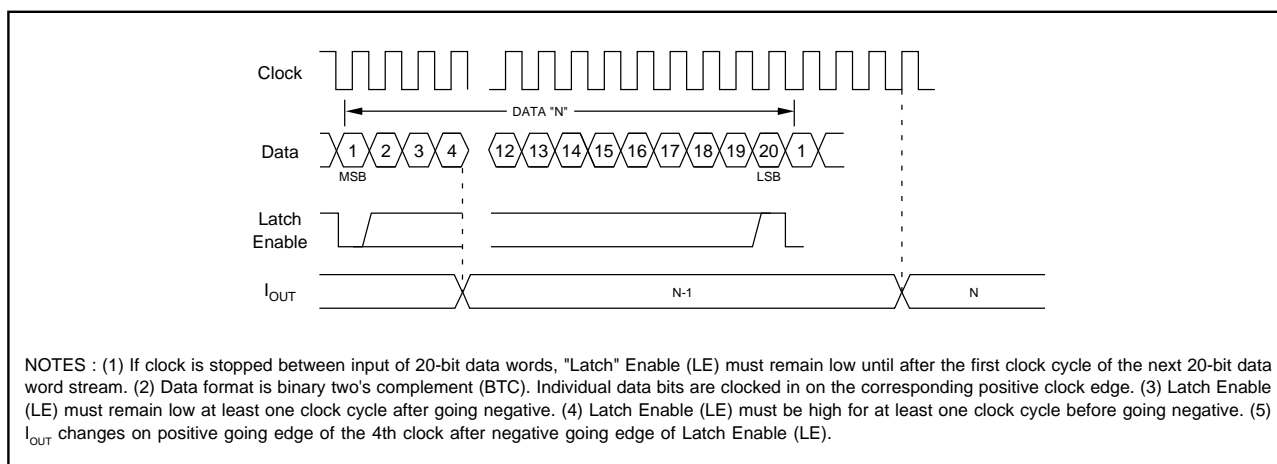 Clock
DATA "N"
Data
1 2 3 4 12 13 14 15 16 17 18 19 20 1
MSB LSB
Latch
Enable
I_OUT N-1 N
NOTES : (1) If clock is stopped between input of 20-bit data words, "Latch" Enable (LE) must remain low until after the first clock cycle of the next 20-bit data
word stream. (2) Data format is binary two's complement (BTC). Individual data bits are clocked in on the corresponding positive clock edge. (3) Latch Enable
(LE) must remain low at least one clock cycle after going negative. (4) Latch Enable (LE) must be high for at least one clock cycle before going negative. (5)
I_OUT changes on positive going edge of the 4th clock after negative going edge of Latch Enable (LE).